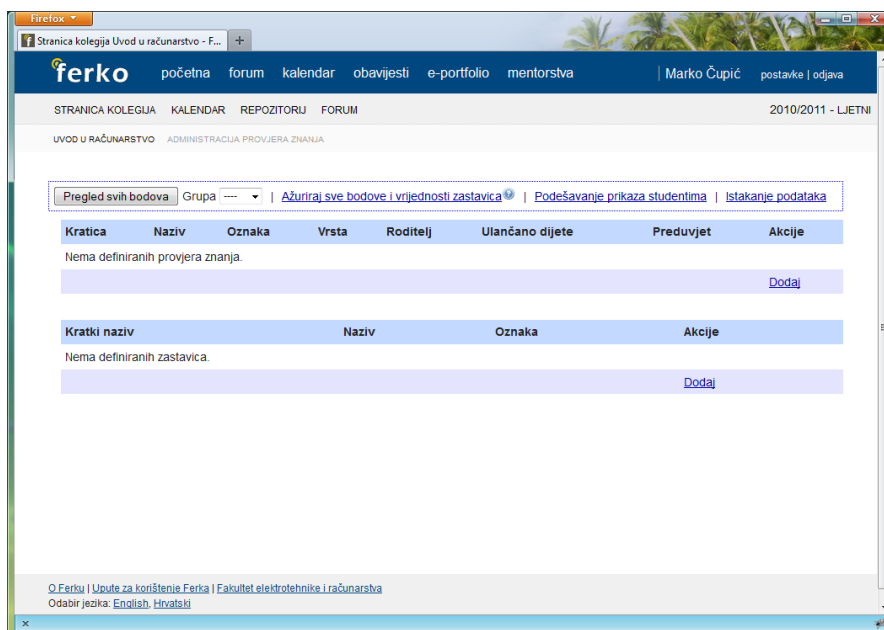 Firefox
Stranica kolegija Uvod u računarstvo - F...
ferko početna forum kalendar obavijesti e-portfolio mentorstva | Marko Čupić postavke | odjava
STRANICA KOLEGIJA KALENDAR REPOZITORIJ FORUM 2010/2011 - LJETNI
UVOD U RAČUNARSTVO ADMINISTRACIJA PROVJERA ZNANJA
Pregled svih bodova Grupa ---- | Ažuriraj sve bodove i vrijednosti zastavica | Podešavanje prikaza studentima | Istakanje podataka
Kratica Naziv Oznaka Vrsta Roditelj Ulančano dijete Preduvjet Akcije
Nema definiranih provjera znanja.
Dodaj
Kratki naziv Naziv Oznaka Akcije
Nema definiranih zastavica.
Dodaj
O Ferku | Upute za korištenje Ferka | Fakultet elektrotehnike i računarstva
Odabir jezika: English, Hrvatski